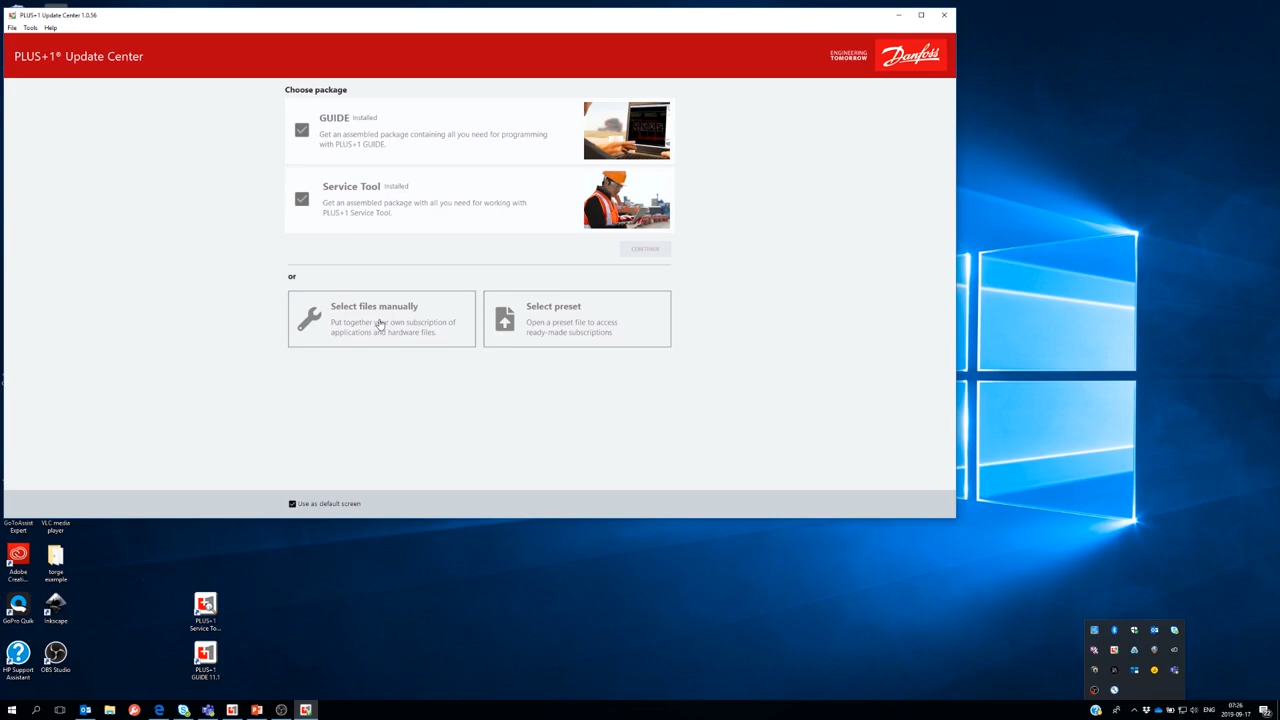 PLUS+1 Update Center 1.0.56
File Tools Help
PLUS+1® Update Center
ENGINEERING
TOMORROW
Danfoss
Choose package
GUIDE Installed
Get an assembled package containing all you need for programming
with PLUS+1 GUIDE.
Service Tool Installed
Get an assembled package with all you need for working with
PLUS+1 Service Tool.
CONTINUE
or
Select files manually
Put together your own subscription of
applications and hardware files.
Select preset
Open a preset file to access
ready-made subscriptions
Use as default screen
GoToAssist
Expert
VLC media
player
Adobe
Creati...
torge
example
GoPro Quik
Inkscape
PLUS+1
Service To...
HP Support
Assistant
OBS Studio
PLUS+1
GUIDE 11.1
ENG
07:26
2019-09-17